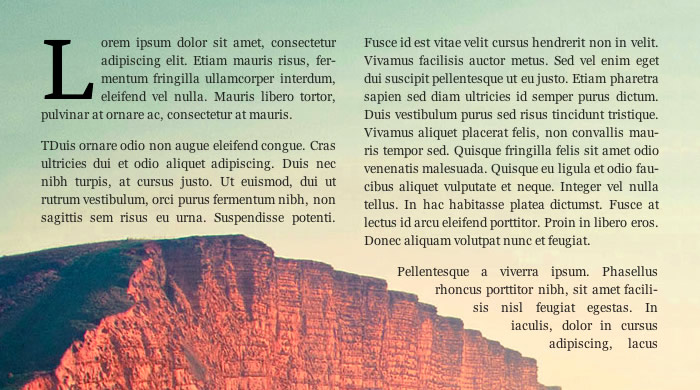 Lorem ipsum dolor sit amet, consectetur
adipiscing elit. Etiam mauris risus, fer-
mentum fringilla ullamcorper interdum,
eleifend vel nulla. Mauris libero tortor,
pulvinar at ornare ac, consectetur at mauris.
TDuis ornare odio non augue eleifend congue. Cras
ultricies dui et odio aliquet adipiscing. Duis nec
nibh turpis, at cursus justo. Ut euismod, dui ut
rutrum vestibulum, orci purus fermentum nibh, non
sagittis sem risus eu urna. Suspendisse potenti.
Fusce id est vitae velit cursus hendrerit non in velit.
Vivamus facilisis auctor metus. Sed vel enim eget
dui suscipit pellentesque ut eu justo. Etiam pharetra
sapien sed diam ultricies id semper purus dictum.
Duis vestibulum purus sed risus tincidunt tristique.
Vivamus aliquet placerat felis, non convallis mau-
ris tempor sed. Quisque fringilla felis sit amet odio
venenatis malesuada. Quisque eu ligula et odio fau-
cibus aliquet vulputate et neque. Integer vel nulla
tellus. In hac habitasse platea dictumst. Fusce at
lectus id arcu eleifend porttitor. Proin in libero eros.
Donec aliquam volutpat nunc et feugiat.
Pellentesque a viverra ipsum. Phasellus
rhoncus porttitor nibh, sit amet facili-
sis nisl feugiat egestas. In
iaculis, dolor in cursus
adipiscing, lacus